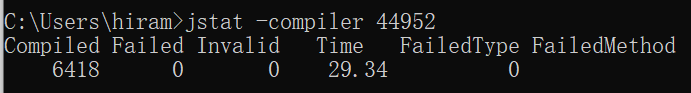 C:\Users\hiram>jstat -compiler 44952
Compiled Failed Invalid   Time   FailedType FailedMethod
    6418      0       0    29.34          0